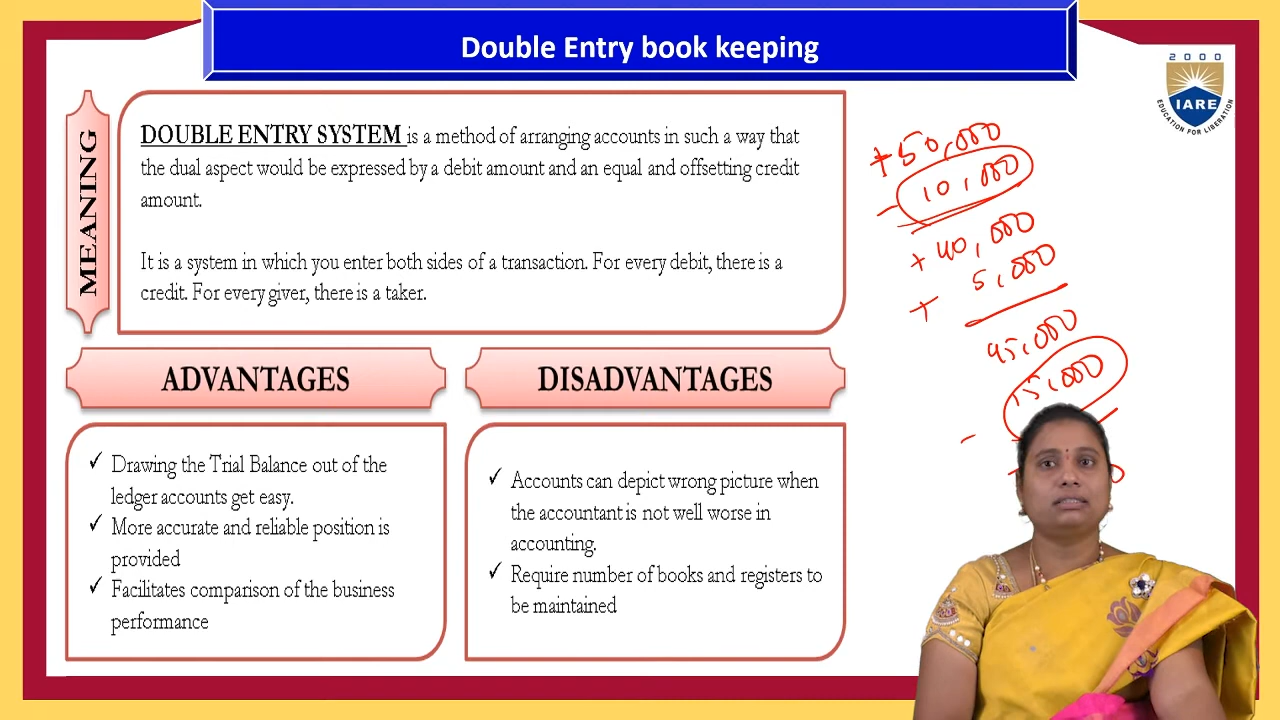 Double Entry book keeping
2000
IARE
EDUCATION FOR LIBERATION
MEANING
DOUBLE ENTRY SYSTEM is a method of arranging accounts in such a way that
the dual aspect would be expressed by a debit amount and an equal and offsetting credit
amount.
It is a system in which you enter both sides of a transaction. For every debit, there is a
credit. For every giver, there is a taker.
+50,000
- 10,000
+40,000
+ 5,000
45,000
- 15,000
ADVANTAGES
✓ Drawing the Trial Balance out of the
ledger accounts get easy.
✓ More accurate and reliable position is
provided
✓ Facilitates comparison of the business
performance
DISADVANTAGES
✓ Accounts can depict wrong picture when
the accountant is not well worse in
accounting.
✓ Require number of books and registers to
be maintained